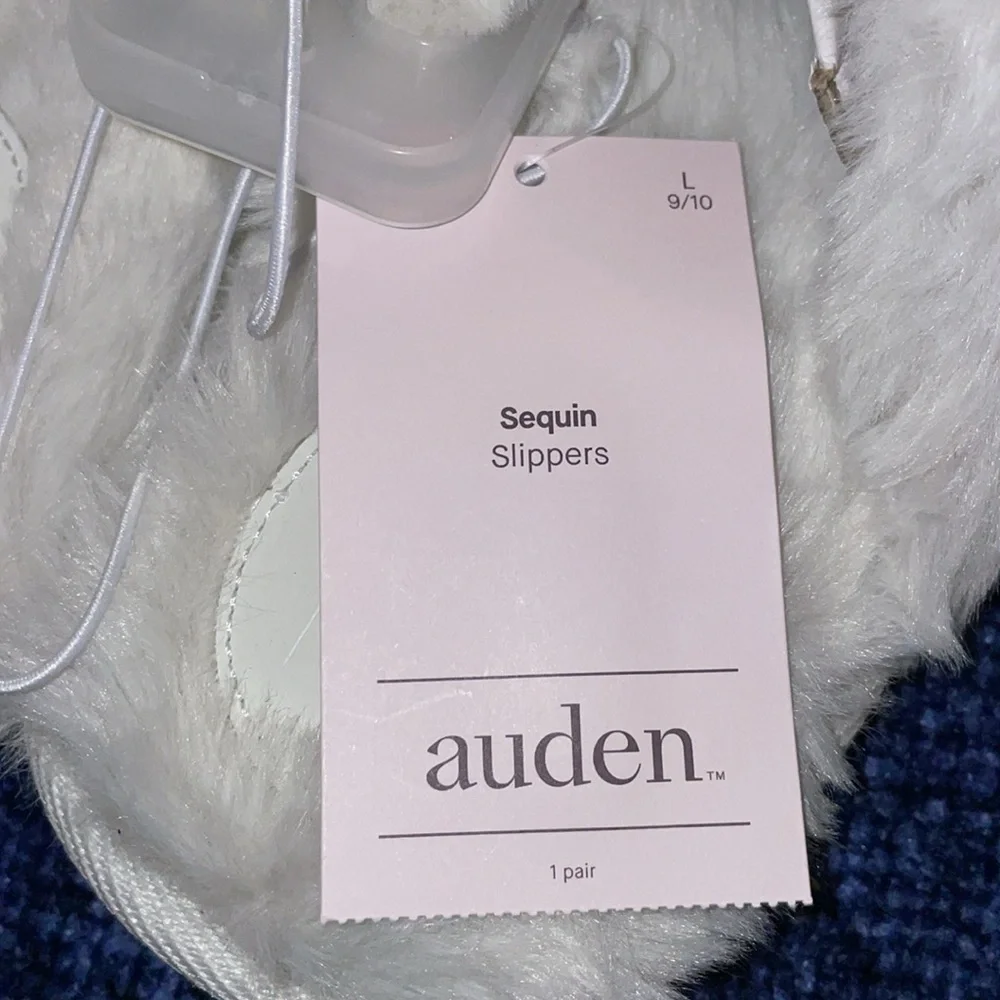 L
9/10
Sequin
Slippers
auden™
1 pair